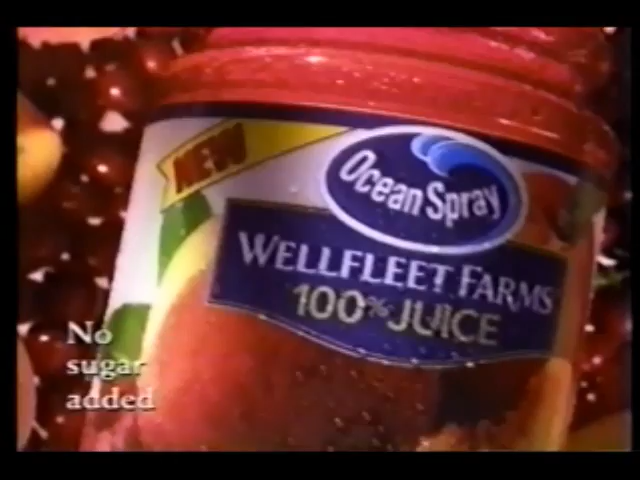 NEW
Ocean Spray
WELLFLEET FARMS
100% JUICE
No
sugar
added